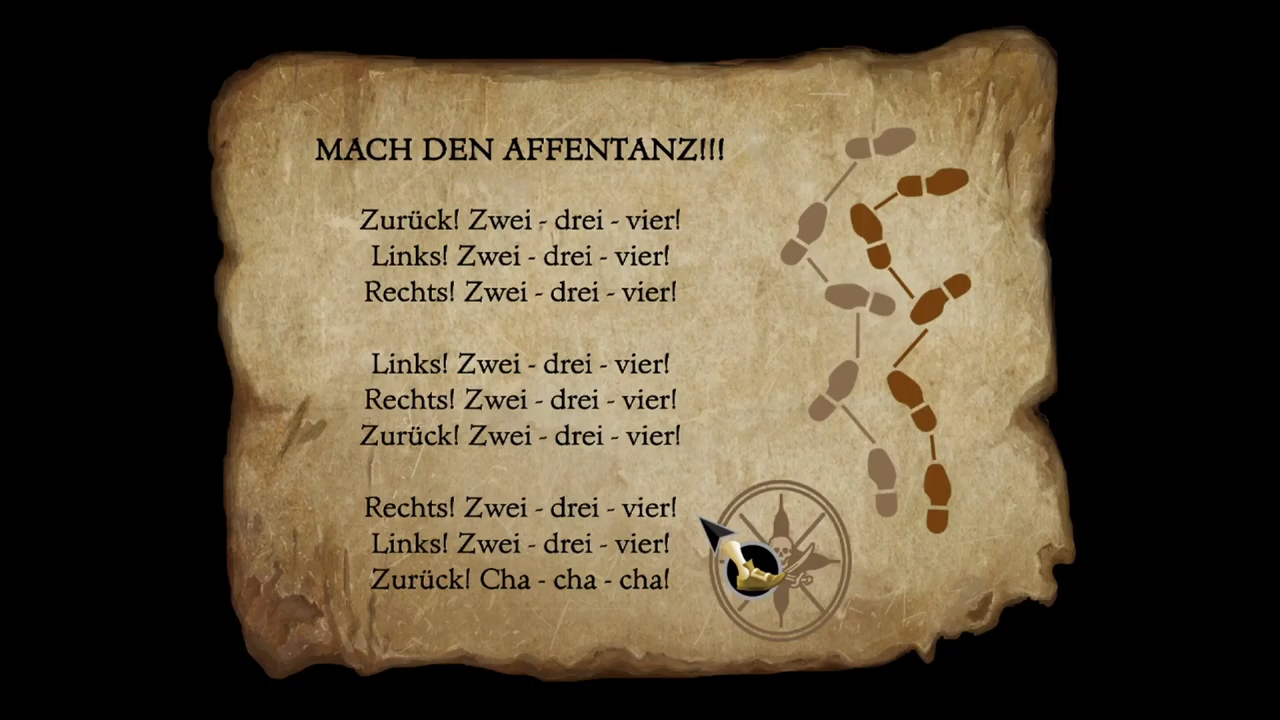 MACH DEN AFFENTANZ!!!
Zurück! Zwei - drei - vier!
Links! Zwei - drei - vier!
Rechts! Zwei - drei - vier!
Links! Zwei - drei - vier!
Rechts! Zwei - drei - vier!
Zurück! Zwei - drei - vier!
Rechts! Zwei - drei - vier!
Links! Zwei - drei - vier!
Zurück! Cha - cha - cha!